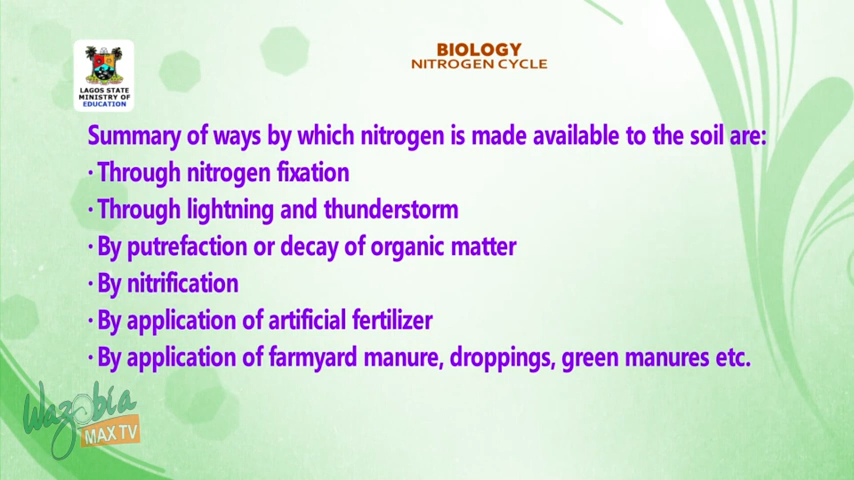 LAGOS STATE
MINISTRY OF
EDUCATION
BIOLOGY
NITROGEN CYCLE
Summary of ways by which nitrogen is made available to the soil are:
· Through nitrogen fixation
· Through lightning and thunderstorm
· By putrefaction or decay of organic matter
· By nitrification
· By application of artificial fertilizer
· By application of farmyard manure, droppings, green manures etc.
Wazobia
MAX TV